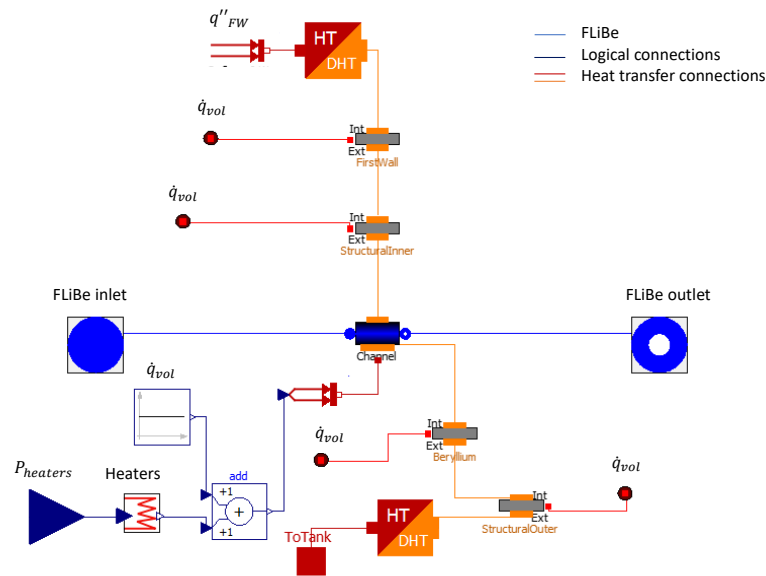 q''FW
HT
DHT
FLiBe
Logical connections
Heat transfer connections
q̇vol
Int
Ext
FirstWall
q̇vol
Int
Ext
StructuralInner
FLiBe inlet
FLiBe outlet
Channel
q̇vol
q̇vol
Int
Ext
Beryllium
Pheaters
Heaters
add
+1
+
+1
q̇vol
Int
Ext
StructuralOuter
ToTank
HT
DHT